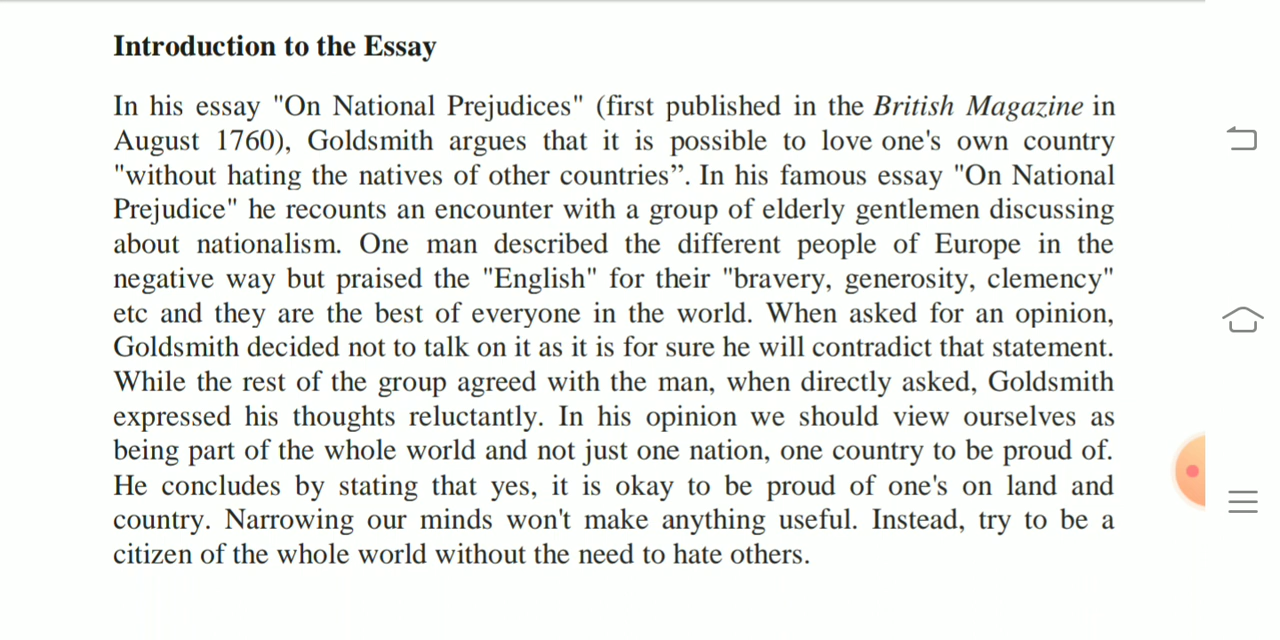 Introduction to the Essay
In his essay "On National Prejudices" (first published in the British Magazine in
August 1760), Goldsmith argues that it is possible to love one's own country
"without hating the natives of other countries”. In his famous essay "On National
Prejudice" he recounts an encounter with a group of elderly gentlemen discussing
about nationalism. One man described the different people of Europe in the
negative way but praised the "English" for their "bravery, generosity, clemency"
etc and they are the best of everyone in the world. When asked for an opinion,
Goldsmith decided not to talk on it as it is for sure he will contradict that statement.
While the rest of the group agreed with the man, when directly asked, Goldsmith
expressed his thoughts reluctantly. In his opinion we should view ourselves as
being part of the whole world and not just one nation, one country to be proud of.
He concludes by stating that yes, it is okay to be proud of one's on land and
country. Narrowing our minds won't make anything useful. Instead, try to be a
citizen of the whole world without the need to hate others.